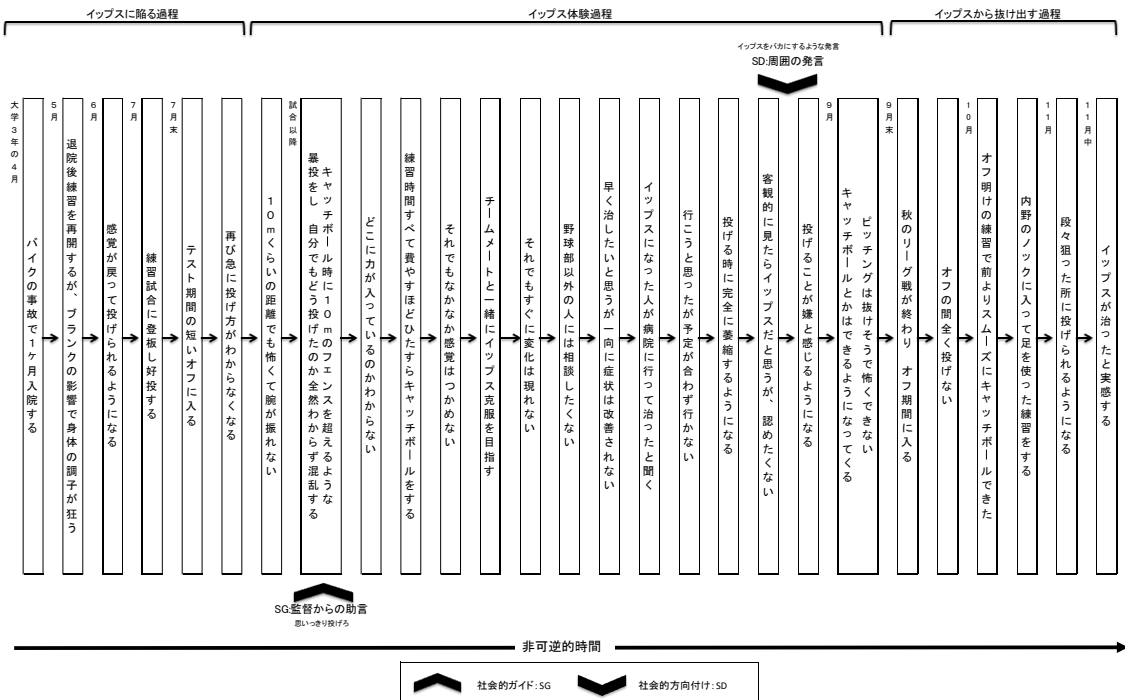 イップスに陥る過程
イップス体験過程
イップスから抜け出す過程
イップスをバカにするような発言
SD:周囲の発言
大学3年の4月
バイクの事故で1ヶ月入院する
5月
退院後練習を再開するが、ブランクの影響で身体の調子が狂う
6月
感覚が戻って投げられるようになる
7月
練習試合に登板し好投する
7月末
テスト期間の短いオフに入る
再び急に投げ方がわからなくなる
10mくらいの距離でも怖くて腕が振れない
試合以降
キャッチボール時に10mのフェンスを超えるような
暴投をし 自分でもどう投げたのか全然わからず混乱する
どこに力が入っているのかわからない
練習時間すべて費やすほどひたすらキャッチボールをする
それでもなかなか感覚はつかめない
チームメートと一緒にイップス克服を目指す
それでもすぐに変化は現れない
野球部以外の人には相談したくない
早く治したいと思うが一向に症状は改善されない
イップスになった人が病院に行って治ったと聞く
行こうと思ったが予定が合わず行かない
投げる時に完全に萎縮するようになる
客観的に見たらイップスだと思うが、認めたくない
投げることが嫌と感じるようになる
9月
ピッチングは抜けそうで怖くできない
キャッチボールとかはできるようになってくる
9月末
秋のリーグ戦が終わり オフ期間に入る
オフの間全く投げない
10月
オフ明けの練習で前よりスムーズにキャッチボールできた
内野のノックに入って足を使った練習をする
11月
段々狙った所に投げられるようになる
11月中
イップスが治ったと実感する
SG:監督からの助言
思いっきり投げろ
非可逆的時間
社会的ガイド:SG
社会的方向付け:SD